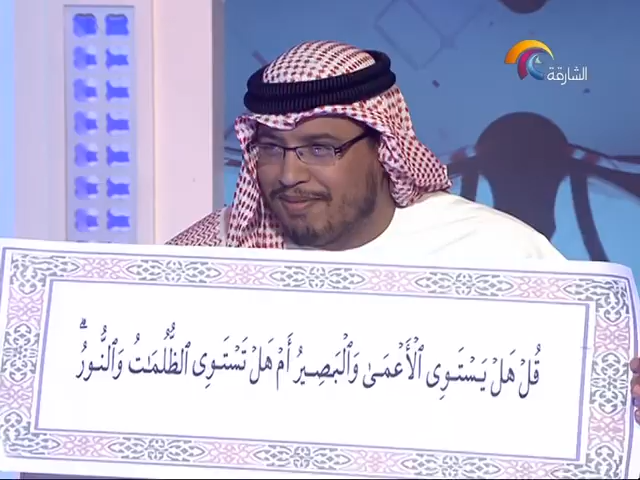 الشارقة
قُلْ هَلْ يَسْتَوِى ٱلْأَعْمَىٰ وَٱلْبَصِيرُ أَمْ هَلْ تَسْتَوِى ٱلظُّلُمَٰتُ وَٱلنُّورُ ۗ